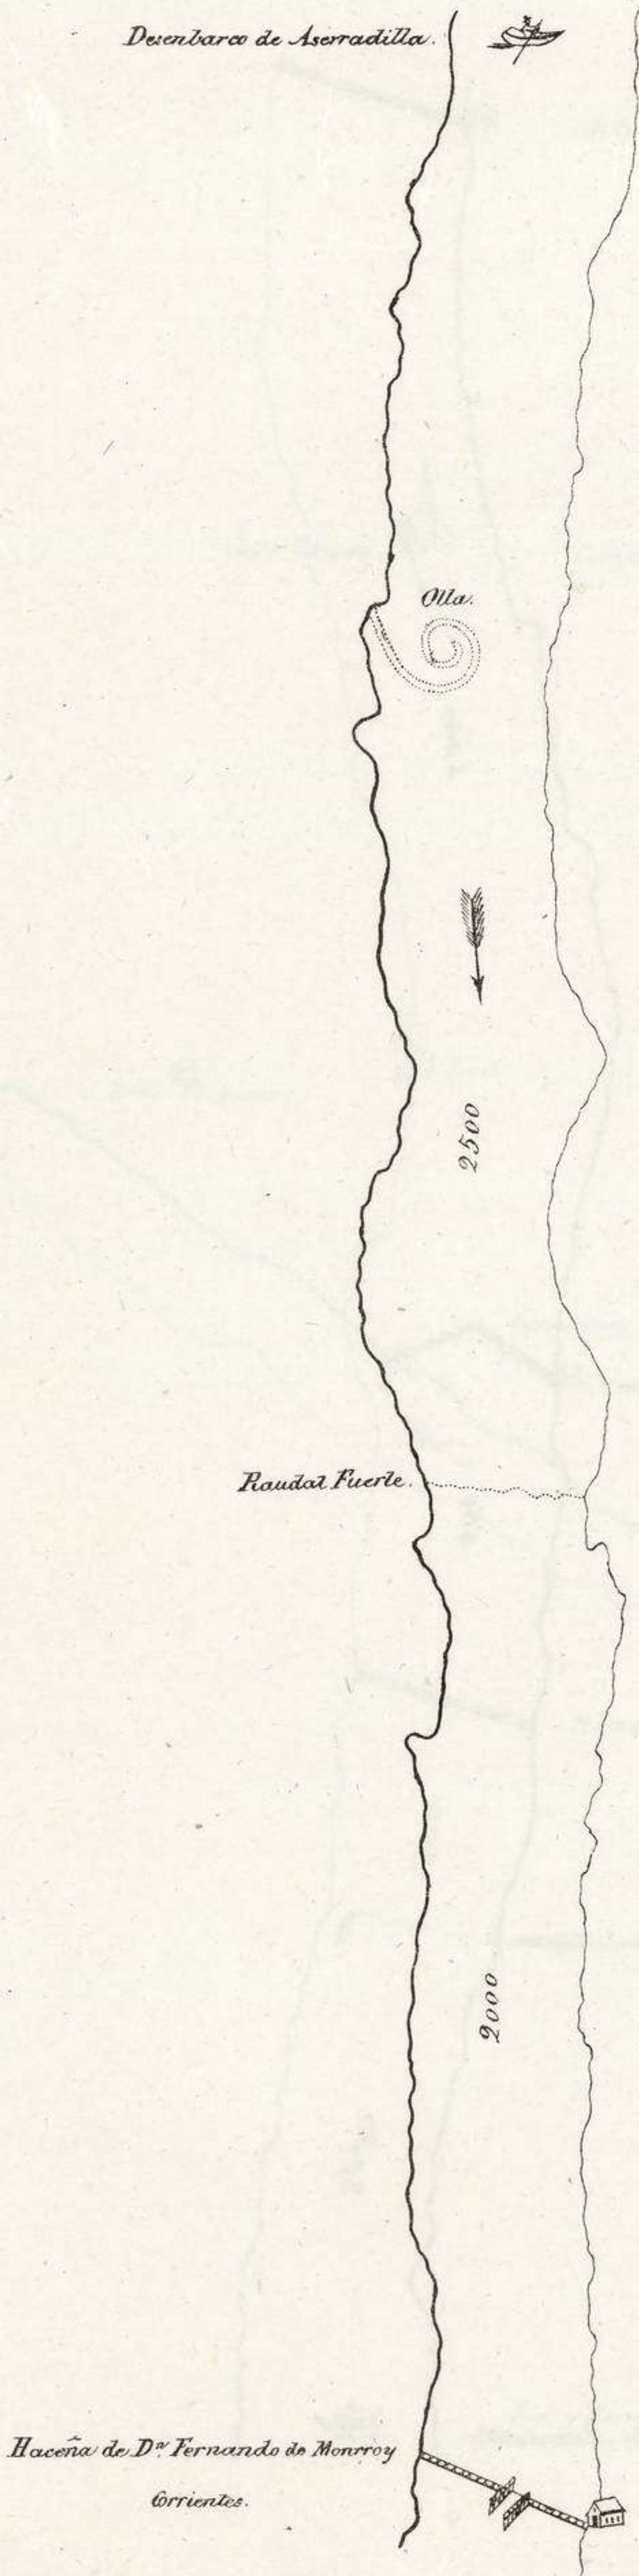 Desenbarco de Aserradilla.
Olla.
2500
Raudal Fuerte.
2000
Haceña de Dn. Fernando de Monrroy
Corrientes.